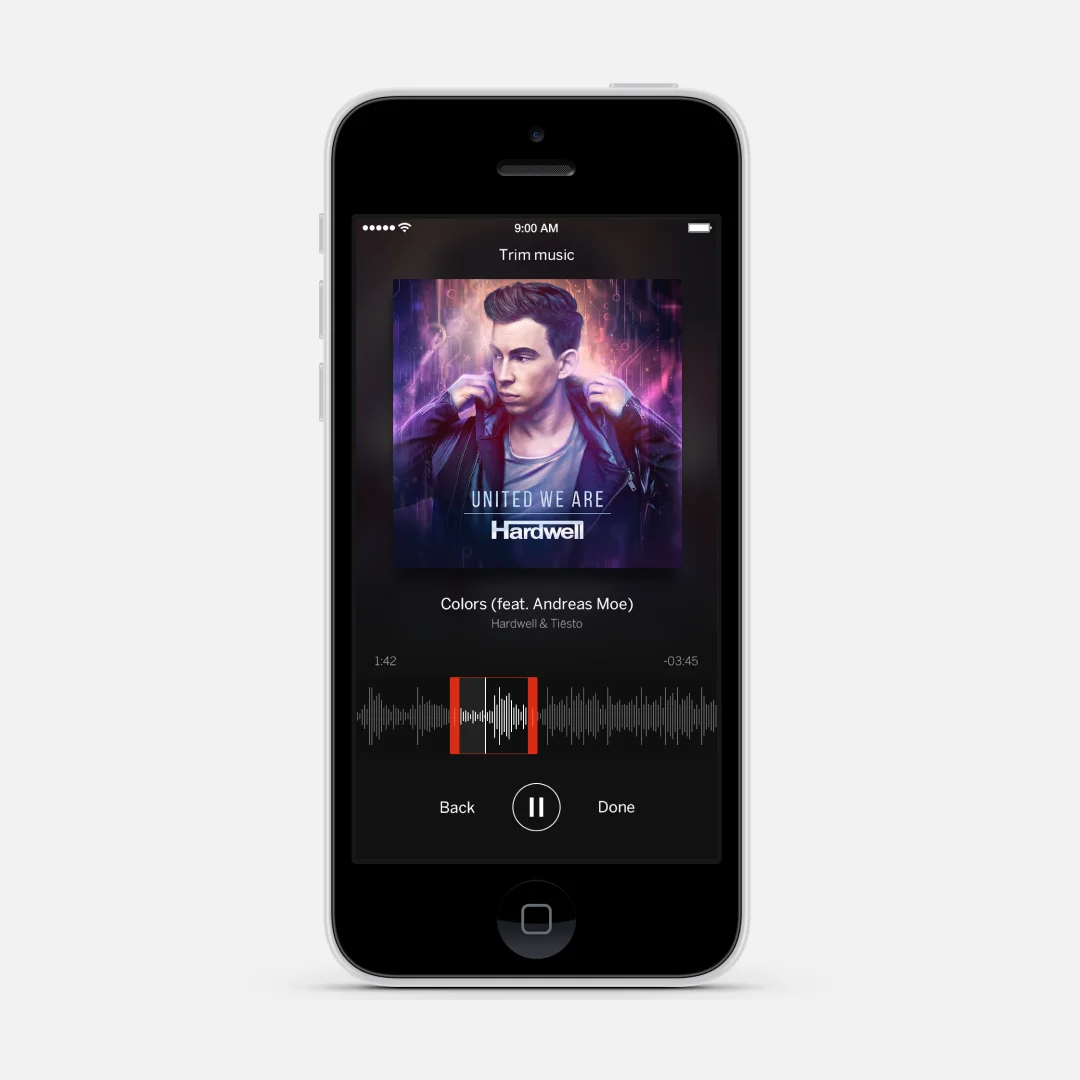 9:00 AM
Trim music
UNITED WE ARE
Hardwell
Colors (feat. Andreas Moe)
Hardwell & Tiësto
1:42
-03:45
Back
Done